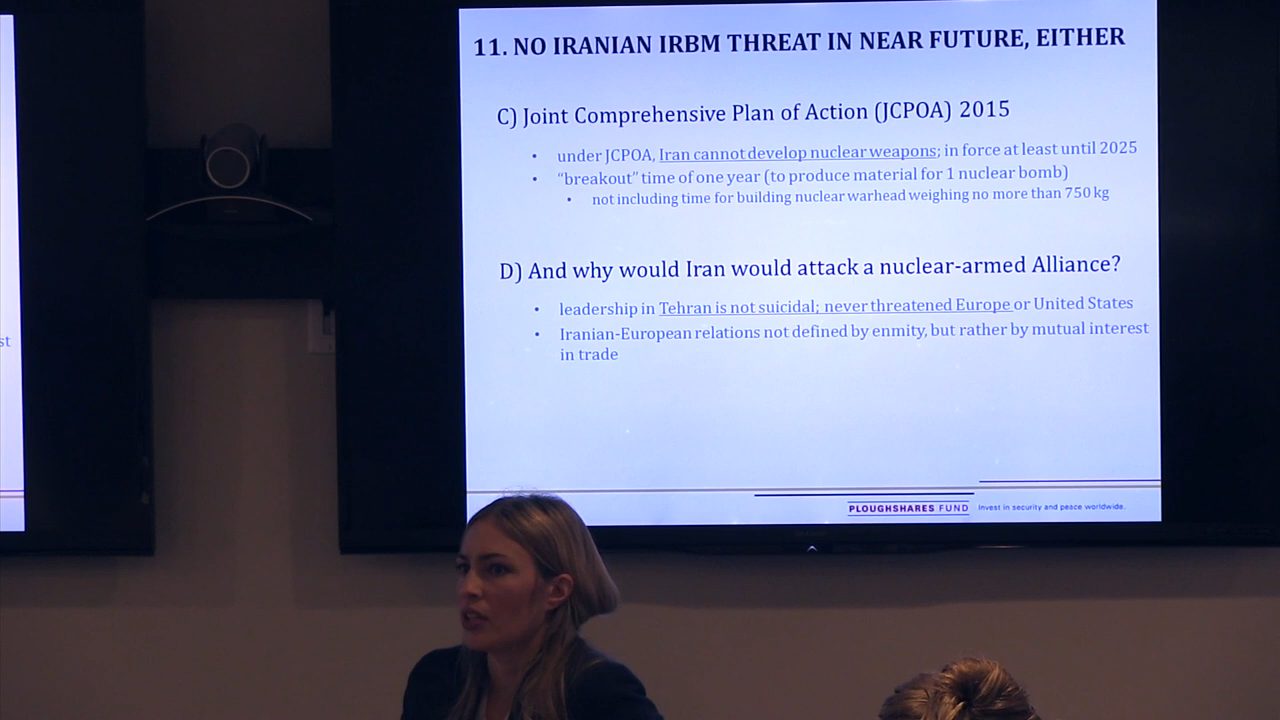 11. NO IRANIAN IRBM THREAT IN NEAR FUTURE, EITHER
C) Joint Comprehensive Plan of Action (JCPOA) 2015
• under JCPOA, Iran cannot develop nuclear weapons; in force at least until 2025
• “breakout” time of one year (to produce material for 1 nuclear bomb)
• not including time for building nuclear warhead weighing no more than 750 kg
D) And why would Iran would attack a nuclear-armed Alliance?
• leadership in Tehran is not suicidal; never threatened Europe or United States
• Iranian-European relations not defined by enmity, but rather by mutual interest
in trade
st
PLOUGHSHARES FUND Invest in security and peace worldwide.